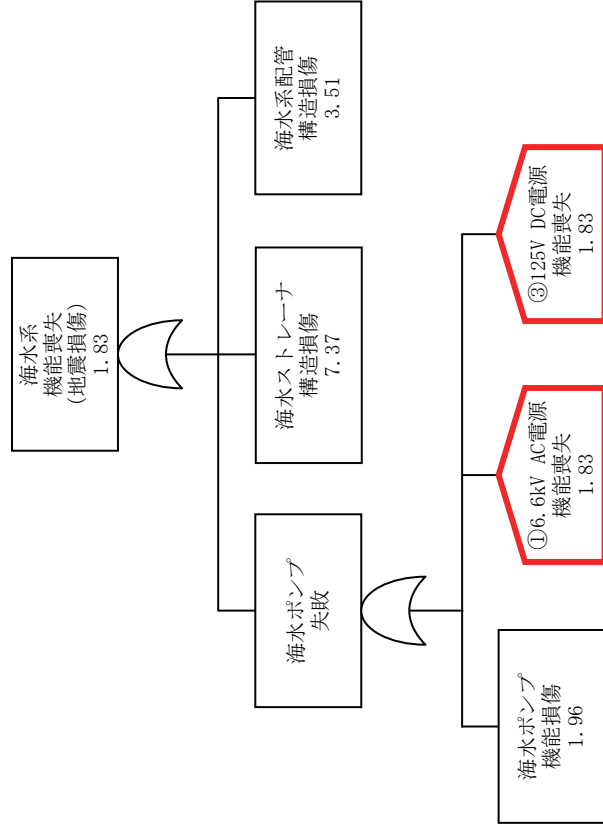 海水系
機能喪失
(地震損傷)
1.83
海水ポンプ
失敗
海水ストレーナ
構造損傷
7.37
海水系配管
構造損傷
3.51
海水ポンプ
機能損傷
1.96
①6.6kV AC電源
機能喪失
1.83
③125V DC電源
機能喪失
1.83